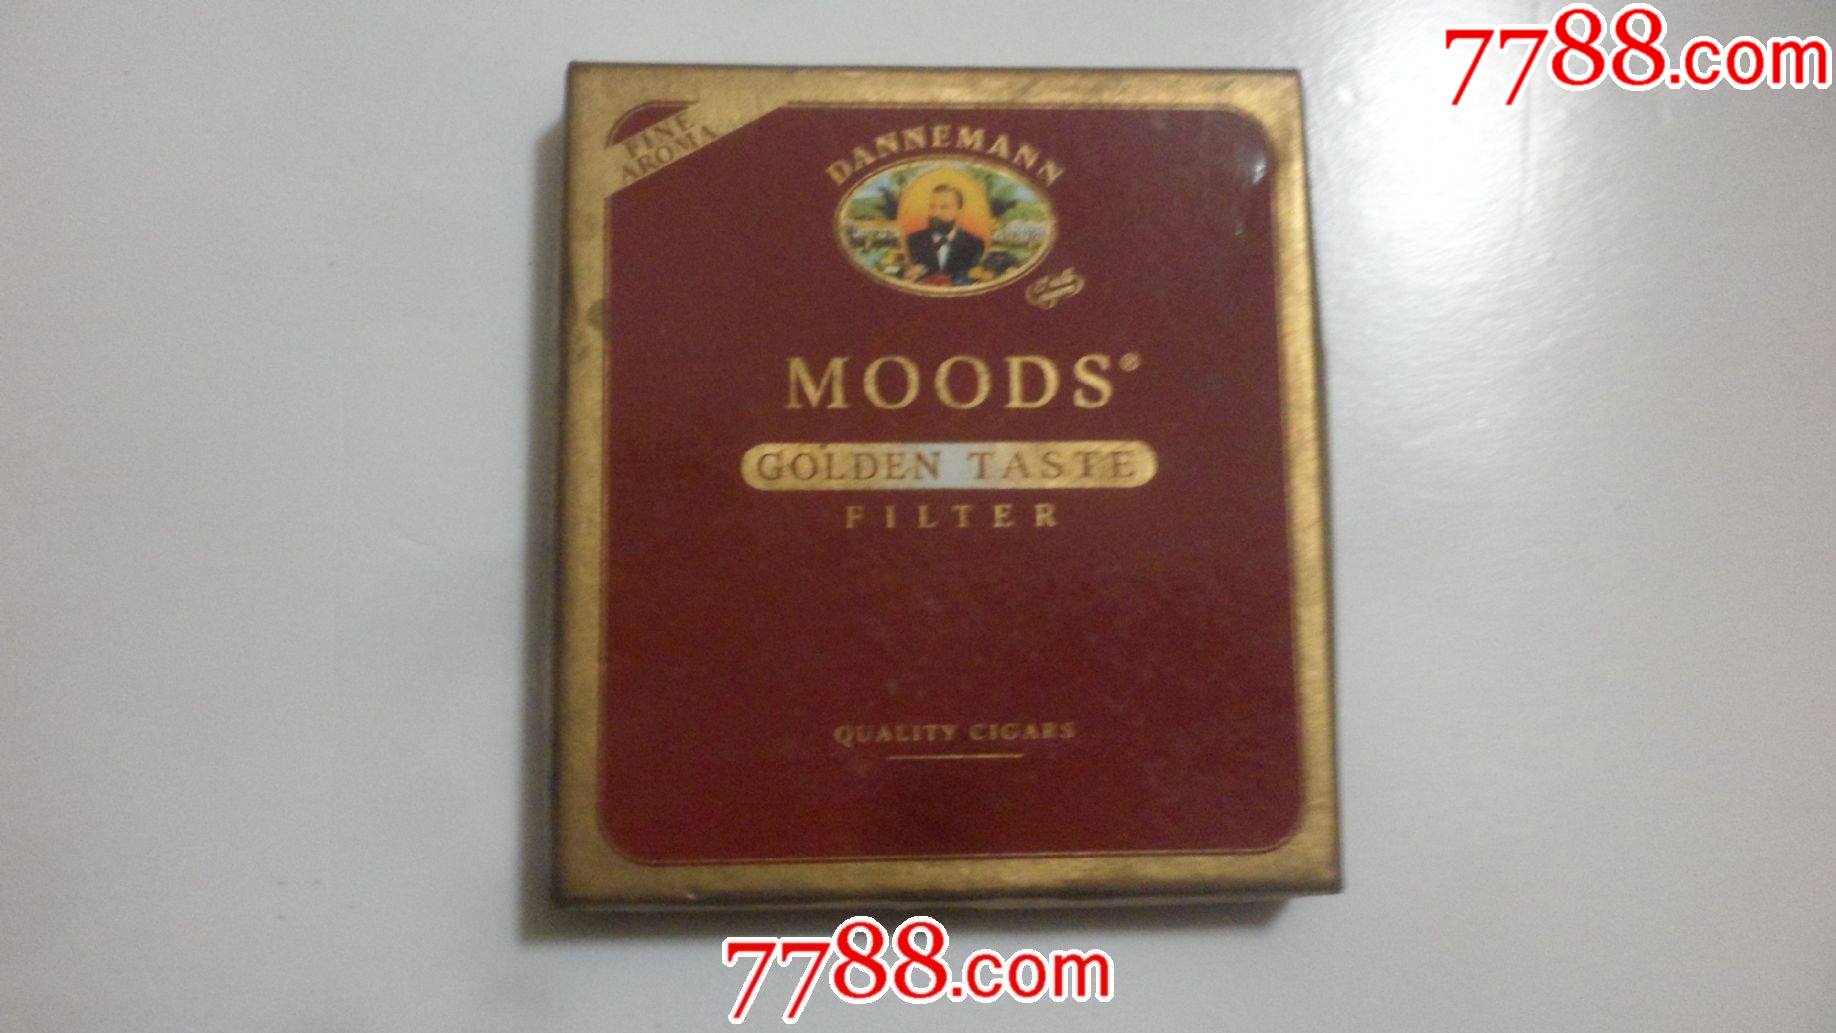 7788.com
FINE
AROMA
DANNEMANN
MOODS®
GOLDEN TASTE
FILTER
QUALITY CIGARS
7788.com